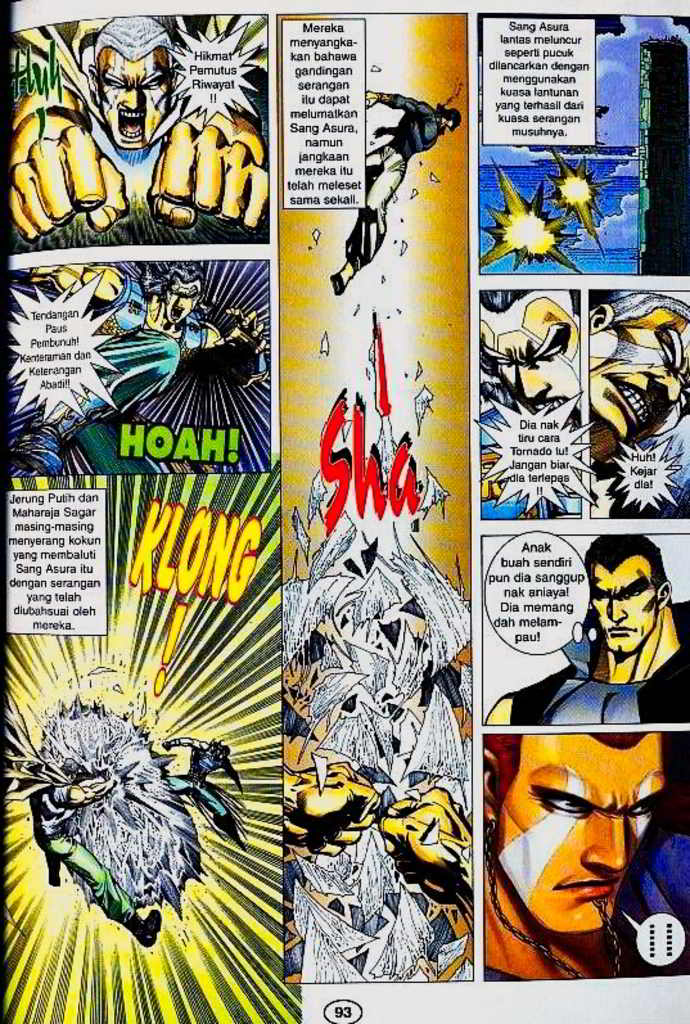 Hyh
!
Hikmat
Pemutus
Riwayat
!!
Tendangan
Paus
Pembunuh!
Kenteraman dan
Ketenangan
Abadi!!
HOAH!
Jerung Putih dan
Maharaja Sagar
masing-masing
menyerang kokun
yang membaluti
Sang Asura itu
dengan serangan
yang telah
diubahsuai oleh
mereka.
KLONG
!
Mereka
menyangka-
kan bahawa
gandingan
serangan
itu dapat
melumatkan
Sang Asura,
namun
jangkaan
mereka itu
telah meleset
sama sekali.
Sha
!
Sang Asura
lantas meluncur
seperti pucuk
dilancarkan dengan
menggunakan
kuasa lantunan
yang terhasil dari
kuasa serangan
musuhnya.
Dia nak
tiru cara
Tornado tu!
Jangan biar
dia terlepas
!!
Huh!
Kejar
dia!
Anak
buah sendiri
pun dia sanggup
nak aniaya!
Dia memang
dah melam-
pau!
!!
93